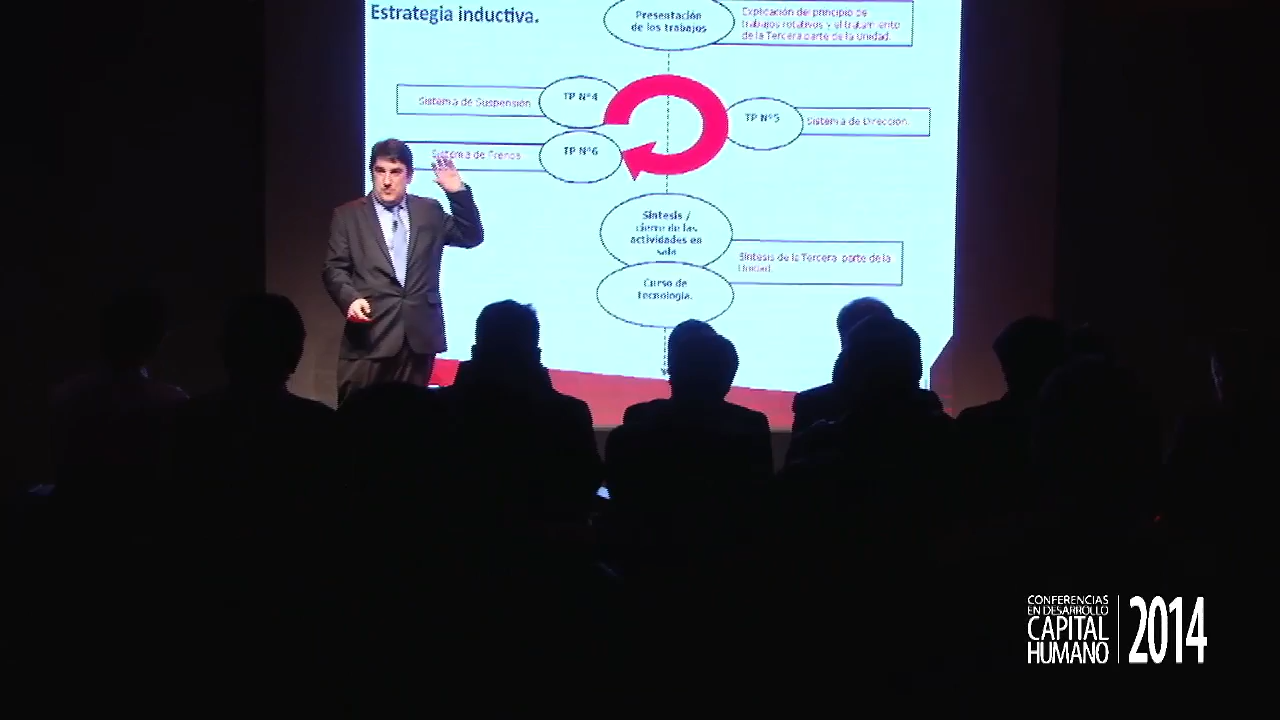 Estrategia inductiva.
Presentación
de los trabajos
Explicación del principio de
trabajos rotativos y el tratamiento
de la Tercera parte de la Unidad.
Sistema de Suspensión
TP Nº4
TP Nº5
Sistema de Dirección.
Sistema de Frenos
TP Nº6
Síntesis /
cierre de las
actividades en
sala
Síntesis de la Tercera parte de la
Unidad.
Curso de
tecnología.
CONFERENCIAS
EN DESARROLLO
CAPITAL
HUMANO
2014